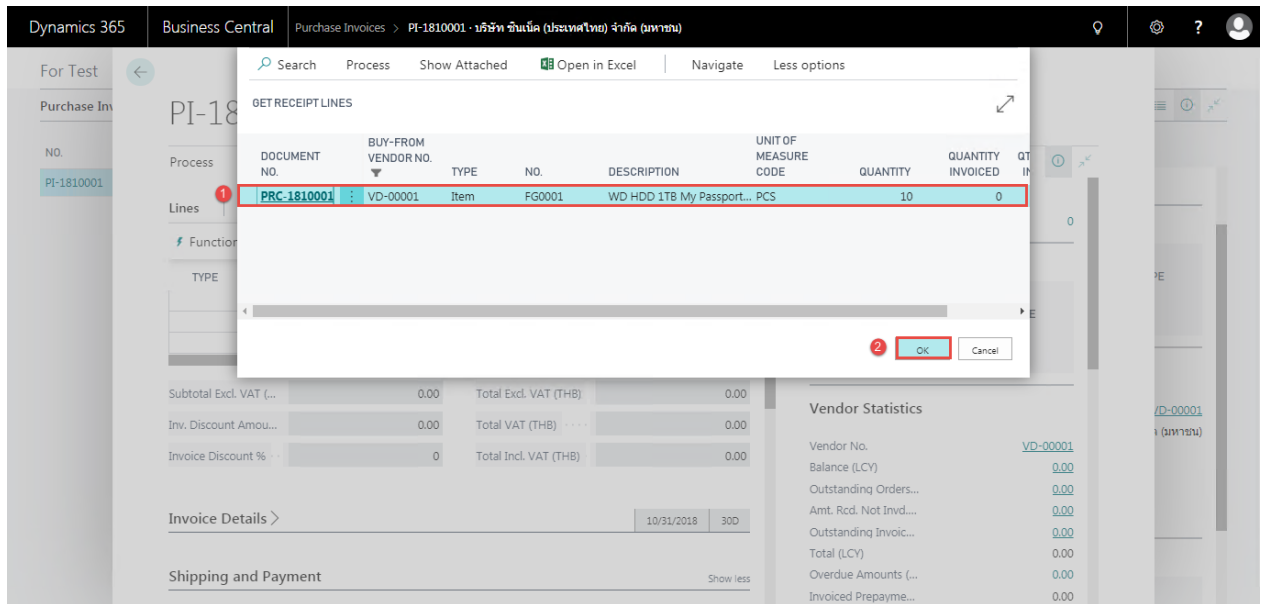 Dynamics 365 Business Central Purchase Invoices > PI-1810001 · บริษัท ซินเน็ค (ประเทศไทย) จำกัด (มหาชน) ?
For Test
Search Process Show Attached Open in Excel Navigate Less options
Purchase Inv
PI-18
GET RECEIPT LINES
NO.
Process
DOCUMENT NO.
BUY-FROM VENDOR NO.
TYPE
NO.
DESCRIPTION
UNIT OF MEASURE CODE
QUANTITY
QUANTITY INVOICED
PI-1810001
1 PRC-1810001 VD-00001 Item FG0001 WD HDD 1TB My Passport... PCS 10 0
Lines
0
Function
TYPE
2 OK Cancel
Subtotal Excl. VAT (... 0.00 Total Excl. VAT (THB) 0.00
Inv. Discount Amou... 0.00 Total VAT (THB) 0.00
Invoice Discount % 0 Total Incl. VAT (THB) 0.00
Vendor Statistics
VD-00001
(มหาชน)
Vendor No. VD-00001
Balance (LCY) 0.00
Outstanding Orders... 0.00
Amt. Rcd. Not Invd.... 0.00
Outstanding Invoic... 0.00
Total (LCY) 0.00
Overdue Amounts (... 0.00
Invoiced Prepayme... 0.00
Invoice Details > 10/31/2018 30D
Shipping and Payment Show less